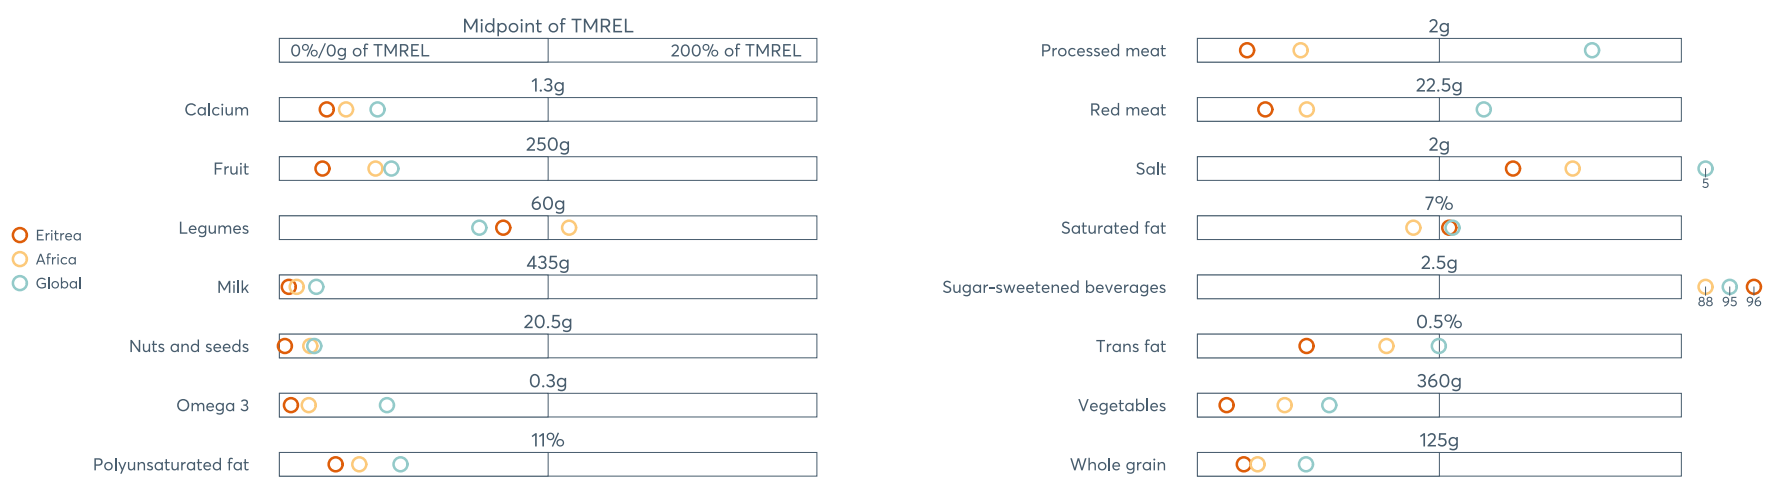 Midpoint of TMREL
0%/0g of TMREL 200% of TMREL
1.3g
Calcium
250g
Fruit
60g
Legumes
435g
Milk
20.5g
Nuts and seeds
0.3g
Omega 3
11%
Polyunsaturated fat
Eritrea
Africa
Global
2g
Processed meat
22.5g
Red meat
2g
Salt
5
7%
Saturated fat
2.5g
Sugar-sweetened beverages
88 95 96
0.5%
Trans fat
360g
Vegetables
125g
Whole grain